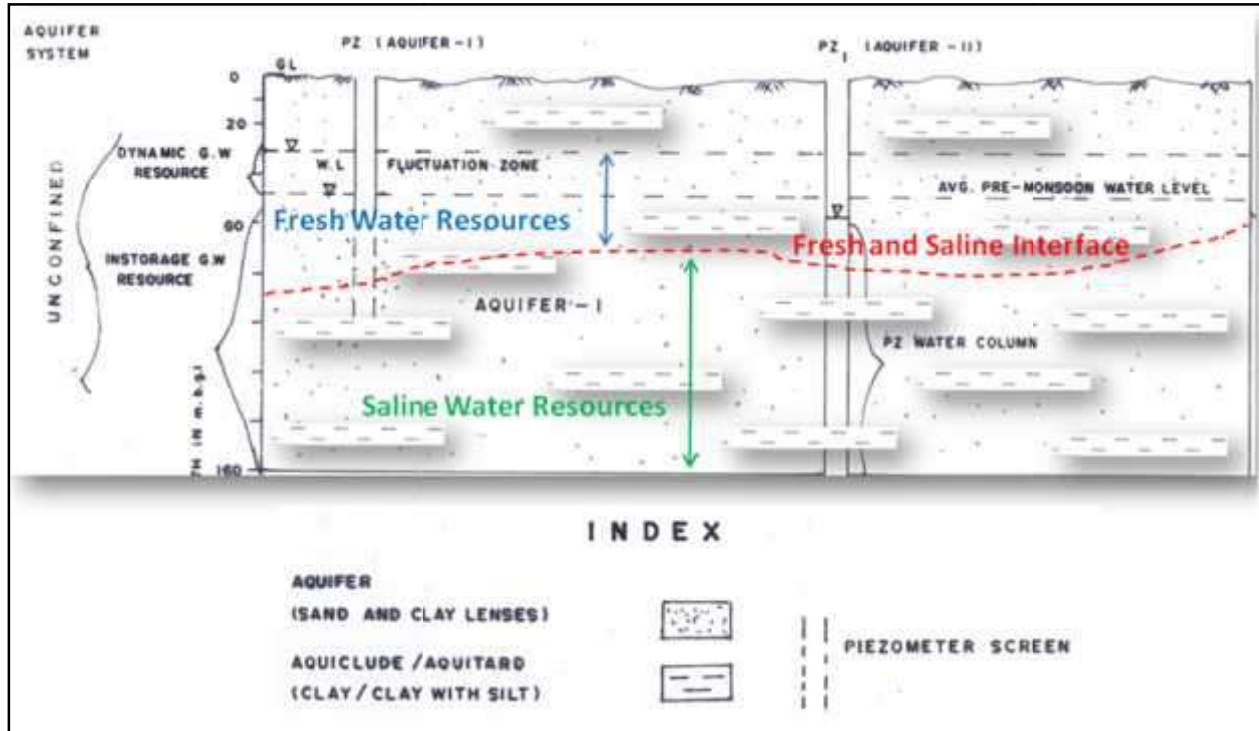 AQUIFER
SYSTEM
PZ (AQUIFER-I)
PZ I (AQUIFER-II)
GL
0
20
DYNAMIC G.W
RESOURCE
W.L
FLUCTUATION ZONE
AVG. PRE-MONSOON WATER LEVEL
UNCONFINED
60
Fresh Water Resources
Fresh and Saline Interface
INSTORAGE G.W
RESOURCE
AQUIFER-I
PZ WATER COLUMN
Saline Water Resources
IN m.b.g.l
160
INDEX
AQUIFER
(SAND AND CLAY LENSES)
AQUICLUDE/AQUITARD
(CLAY/CLAY WITH SILT)
PIEZOMETER SCREEN